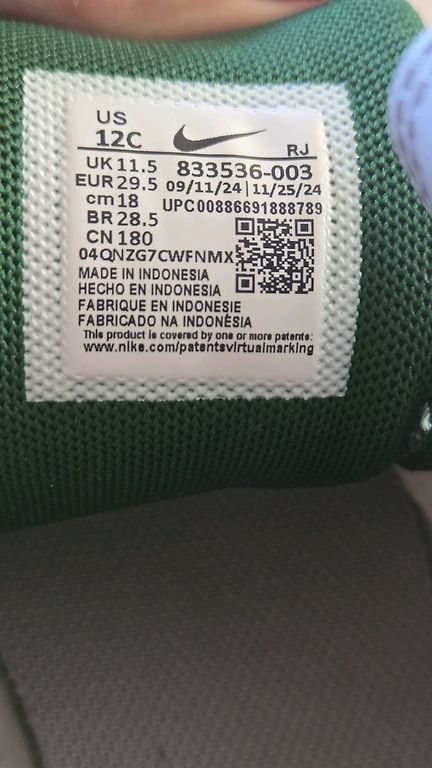 US
12C
RJ
UK 11.5 833536-003
EUR 29.5 09/11/24 | 11/25/24
cm 18 UPC00886691888789
BR 28.5
CN 180
04QNZG7CWFNMX
MADE IN INDONESIA
HECHO EN INDONESIA
FABRIQUE EN INDONESIE
FABRICADO NA INDONÉSIA
This product is covered by one or more patents:
www.nike.com/patentsvirtualmarking